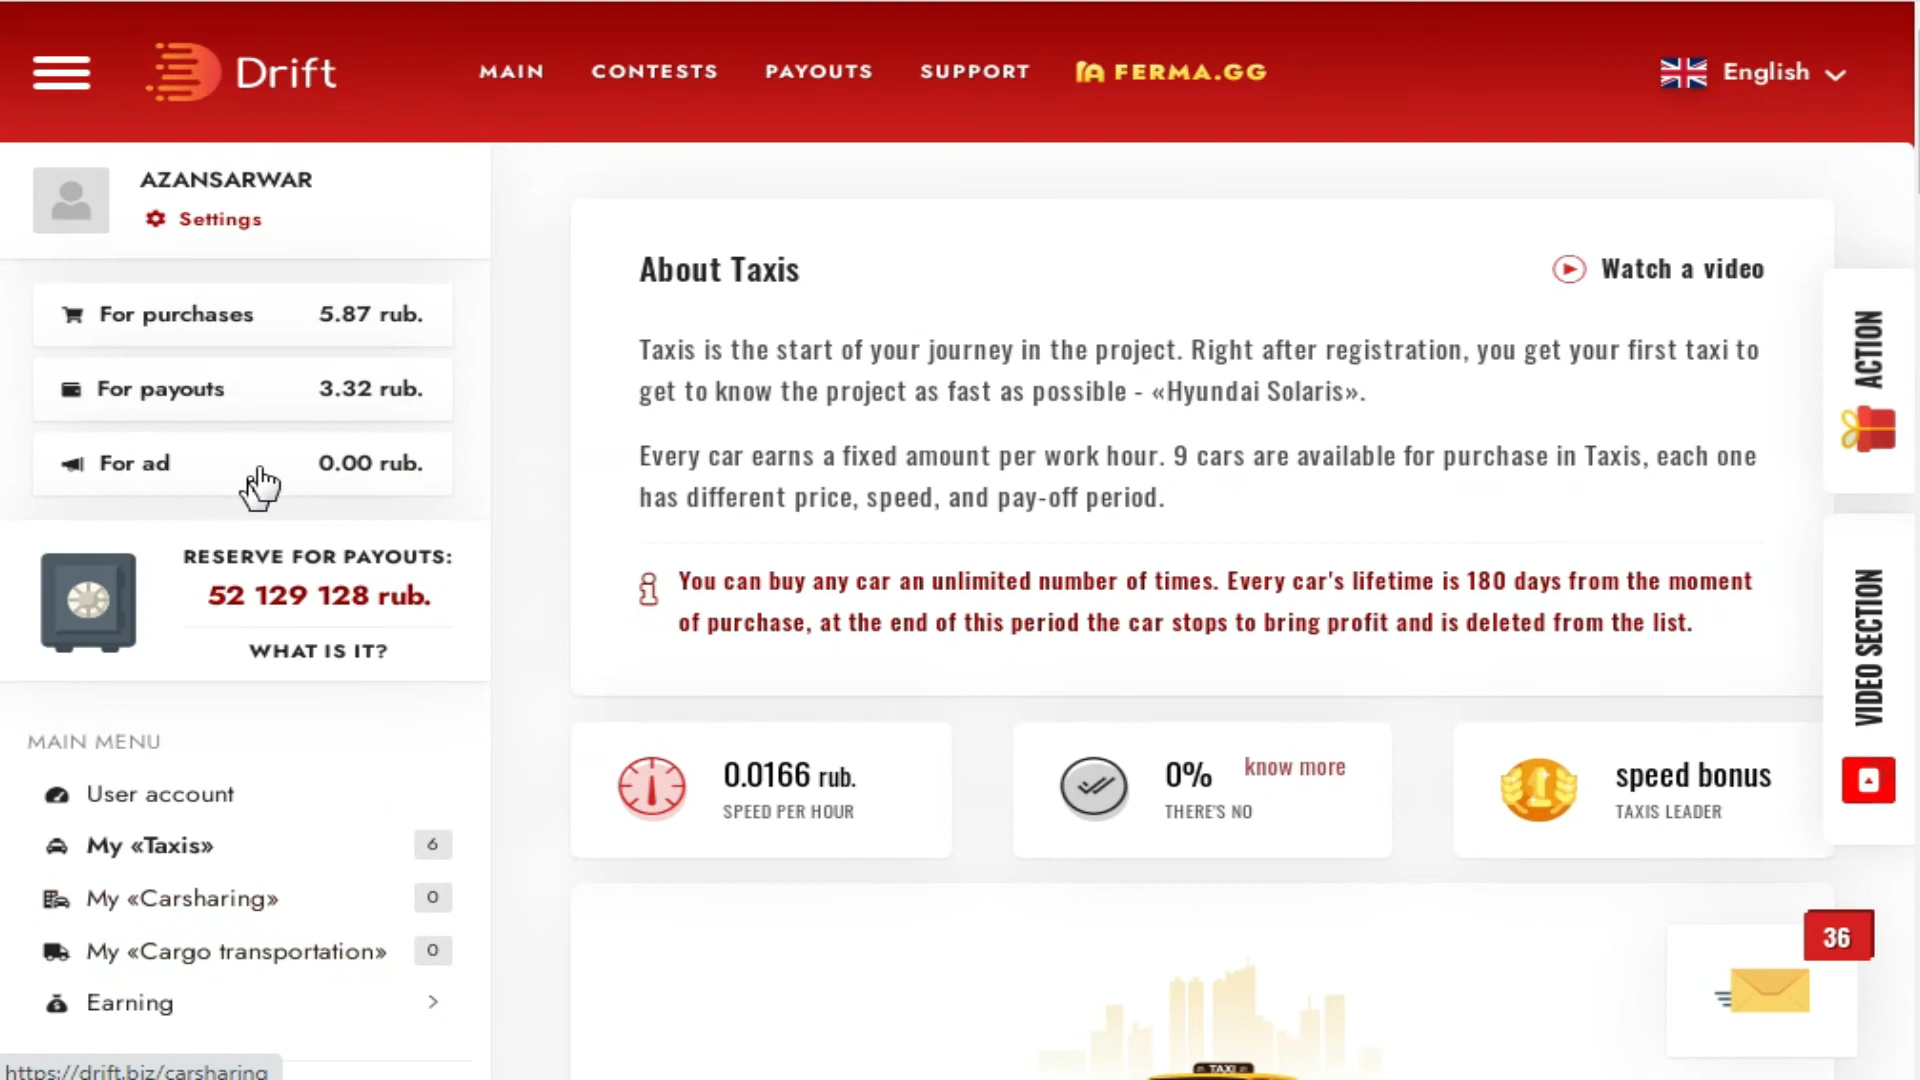 Drift
MAIN
CONTESTS
PAYOUTS
SUPPORT
FERMA.GG
English
AZANSARWAR
Settings
For purchases 5.87 rub.
For payouts 3.32 rub.
For ad 0.00 rub.
RESERVE FOR PAYOUTS:
52 129 128 rub.
WHAT IS IT?
MAIN MENU
User account
My «Taxis» 6
My «Carsharing» 0
My «Cargo transportation» 0
Earning
https://drift.biz/carsharing
About Taxis
Watch a video
Taxis is the start of your journey in the project. Right after registration, you get your first taxi to
get to know the project as fast as possible - «Hyundai Solaris».
Every car earns a fixed amount per work hour. 9 cars are available for purchase in Taxis, each one
has different price, speed, and pay-off period.
You can buy any car an unlimited number of times. Every car's lifetime is 180 days from the moment
of purchase, at the end of this period the car stops to bring profit and is deleted from the list.
0.0166 rub.
SPEED PER HOUR
0% know more
THERE'S NO
1
speed bonus
TAXIS LEADER
TAXI
ACTION
VIDEO SECTION
36